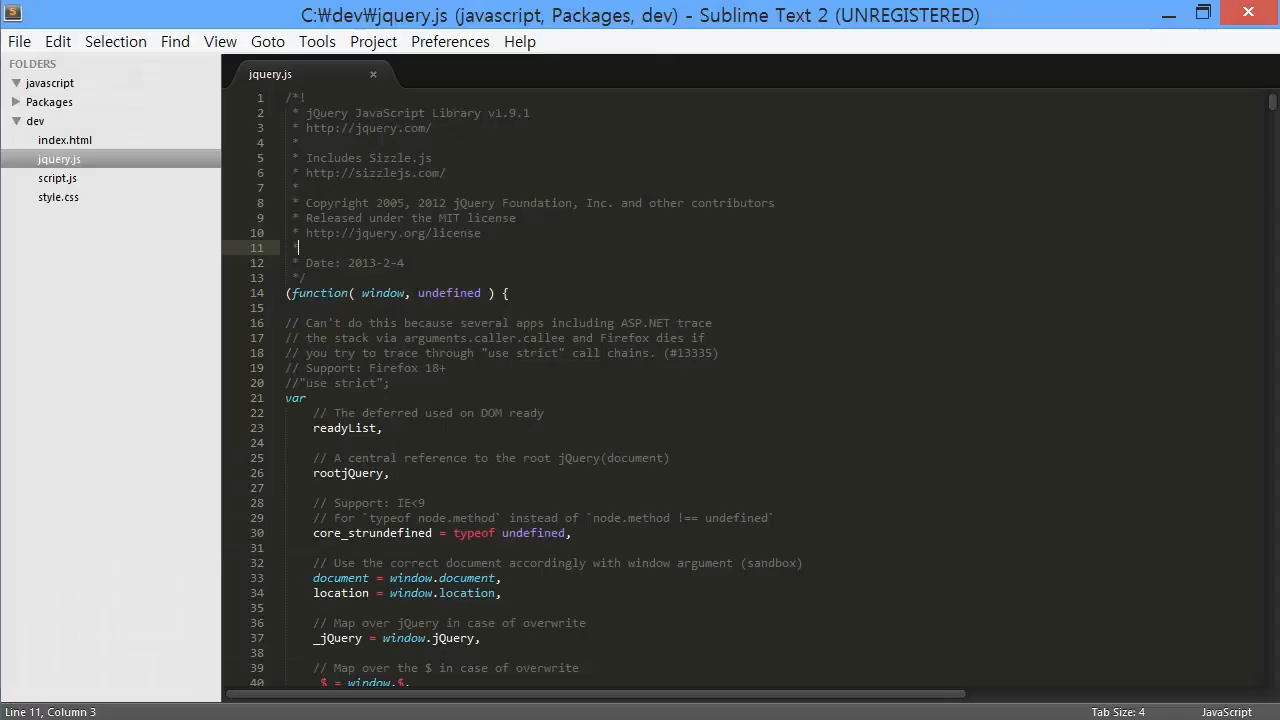 C:₩dev₩jquery.js (javascript, Packages, dev) - Sublime Text 2 (UNREGISTERED)
File Edit Selection Find View Goto Tools Project Preferences Help
FOLDERS
javascript
Packages
dev
index.html
jquery.js
script.js
style.css
jquery.js
1 /*!
2 * jQuery JavaScript Library v1.9.1
3 * http://jquery.com/
4 *
5 * Includes Sizzle.js
6 * http://sizzlejs.com/
7 *
8 * Copyright 2005, 2012 jQuery Foundation, Inc. and other contributors
9 * Released under the MIT license
10 * http://jquery.org/license
11 *
12 * Date: 2013-2-4
13 */
14 (function( window, undefined ) {
15
16 // Can't do this because several apps including ASP.NET trace
17 // the stack via arguments.caller.callee and Firefox dies if
18 // you try to trace through "use strict" call chains. (#13335)
19 // Support: Firefox 18+
20 //"use strict";
21 var
22 // The deferred used on DOM ready
23 readyList,
24
25 // A central reference to the root jQuery(document)
26 rootjQuery,
27
28 // Support: IE<9
29 // For `typeof node.method` instead of `node.method !== undefined`
30 core_strundefined = typeof undefined,
31
32 // Use the correct document accordingly with window argument (sandbox)
33 document = window.document,
34 location = window.location,
35
36 // Map over jQuery in case of overwrite
37 _jQuery = window.jQuery,
38
39 // Map over the $ in case of overwrite
40 _$ = window.$,
Line 11, Column 3
Tab Size: 4
JavaScript